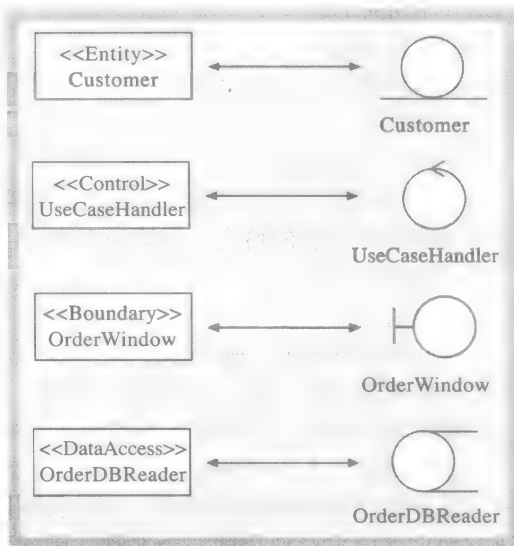 <<Entity>>
Customer
Customer
<<Control>>
UseCaseHandler
UseCaseHandler
<<Boundary>>
OrderWindow
OrderWindow
<<DataAccess>>
OrderDBReader
OrderDBReader